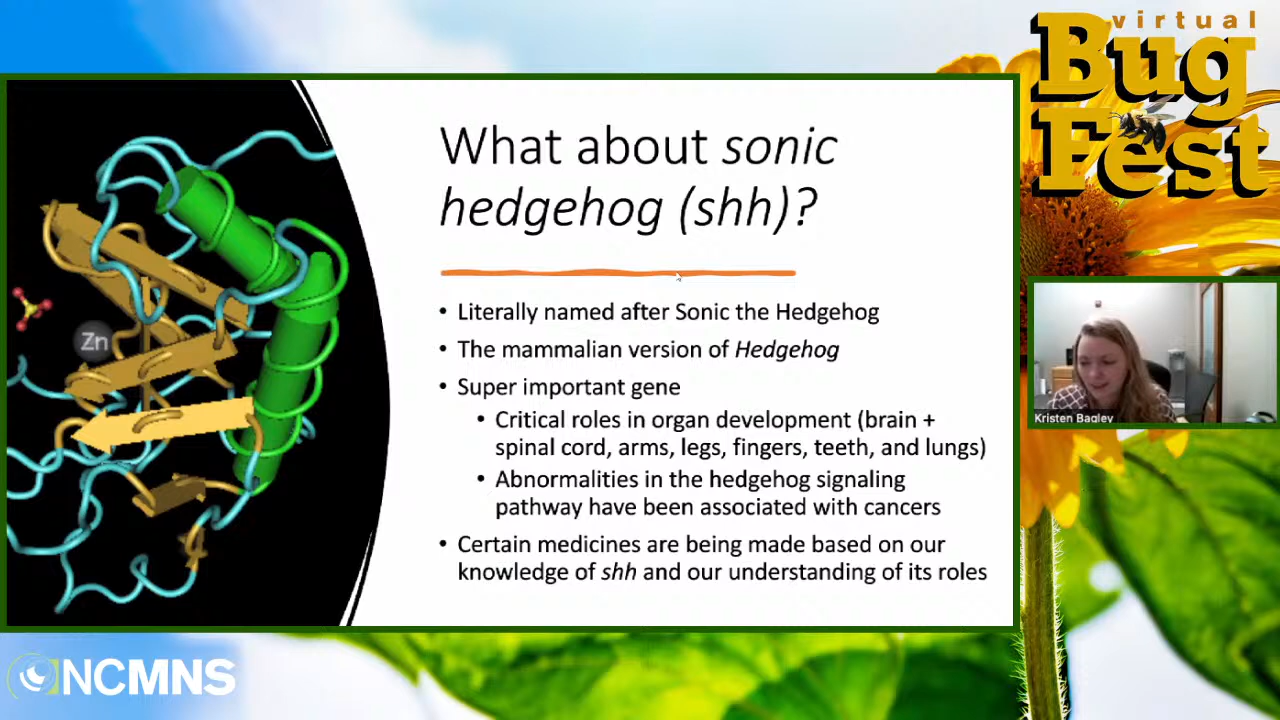 virtual
Bug
Fest
What about sonic
hedgehog (shh)?
• Literally named after Sonic the Hedgehog
• The mammalian version of Hedgehog
• Super important gene
• Critical roles in organ development (brain +
spinal cord, arms, legs, fingers, teeth, and lungs)
• Abnormalities in the hedgehog signaling
pathway have been associated with cancers
• Certain medicines are being made based on our
knowledge of shh and our understanding of its roles
Zn
Kristen Bagley
NCMNS